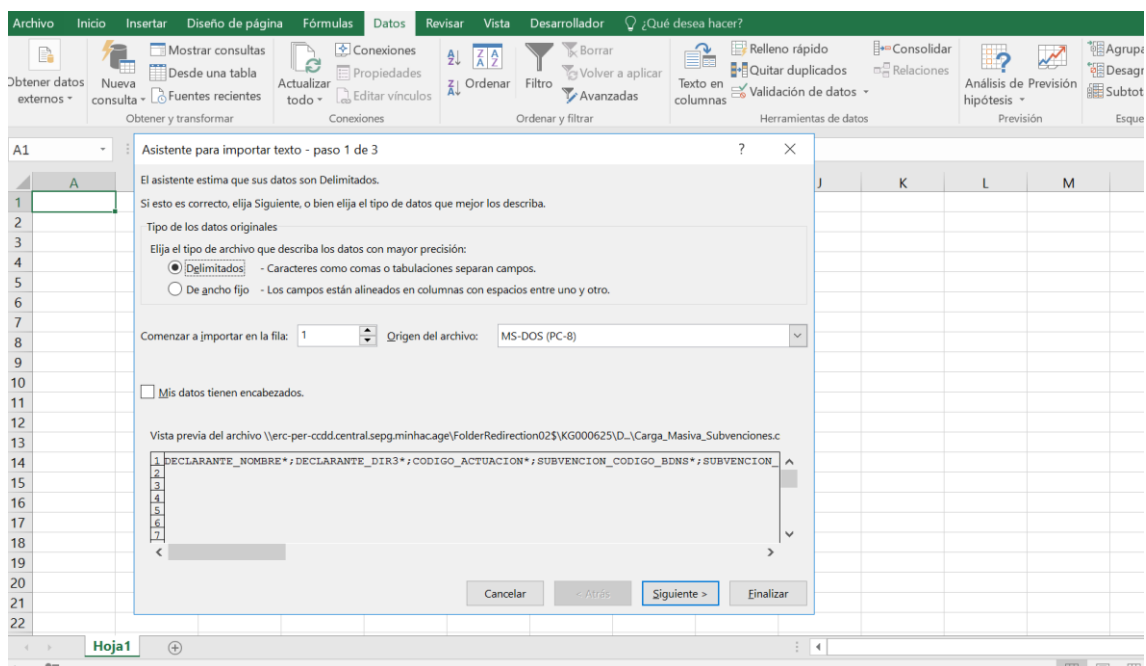 Archivo Inicio Insertar Diseño de página Fórmulas Datos Revisar Vista Desarrollador ¿Qué desea hacer?
Obtener datos externos
Nueva consulta
Mostrar consultas
Desde una tabla
Fuentes recientes
Obtener y transformar
Actualizar todo
Conexiones
Propiedades
Editar vínculos
Conexiones
Ordenar
Filtro
Borrar
Volver a aplicar
Avanzadas
Ordenar y filtrar
Texto en columnas
Relleno rápido
Quitar duplicados
Validación de datos
Consolidar
Relaciones
Herramientas de datos
Análisis de hipótesis
Previsión
Previsión
Agrupa
Desagr
Subtot
Esque
A1
Asistente para importar texto - paso 1 de 3 ? ×
A J K L M
El asistente estima que sus datos son Delimitados.
Si esto es correcto, elija Siguiente, o bien elija el tipo de datos que mejor los describa.
Tipo de los datos originales
Elija el tipo de archivo que describa los datos con mayor precisión:
Delimitados - Caracteres como comas o tabulaciones separan campos.
De ancho fijo - Los campos están alineados en columnas con espacios entre uno y otro.
Comenzar a importar en la fila: 1 Origen del archivo: MS-DOS (PC-8)
Mis datos tienen encabezados.
Vista previa del archivo \\erc-per-ccdd.central.sepg.minhac.age\FolderRedirection02$\KG000625\D...\Carga_Masiva_Subvenciones.c
1 DECLARANTE_NOMBRE*;DECLARANTE_DIR3*;CODIGO_ACTUACION*;SUBVENCION_CODIGO_BDNS*;SUBVENCION_
2
3
4
5
6
7
Cancelar < Atrás Siguiente > Finalizar
1
2
3
4
5
6
7
8
9
10
11
12
13
14
15
16
17
18
19
20
21
22
Hoja1